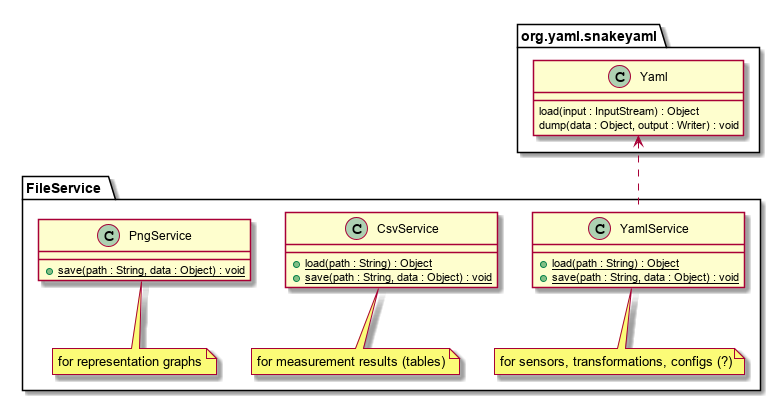 org.yaml.snakeyaml
C Yaml
load(input : InputStream) : Object
dump(data : Object, output : Writer) : void
FileService
C PngService
save(path : String, data : Object) : void
C CsvService
load(path : String) : Object
save(path : String, data : Object) : void
C YamlService
load(path : String) : Object
save(path : String, data : Object) : void
for representation graphs
for measurement results (tables)
for sensors, transformations, configs (?)